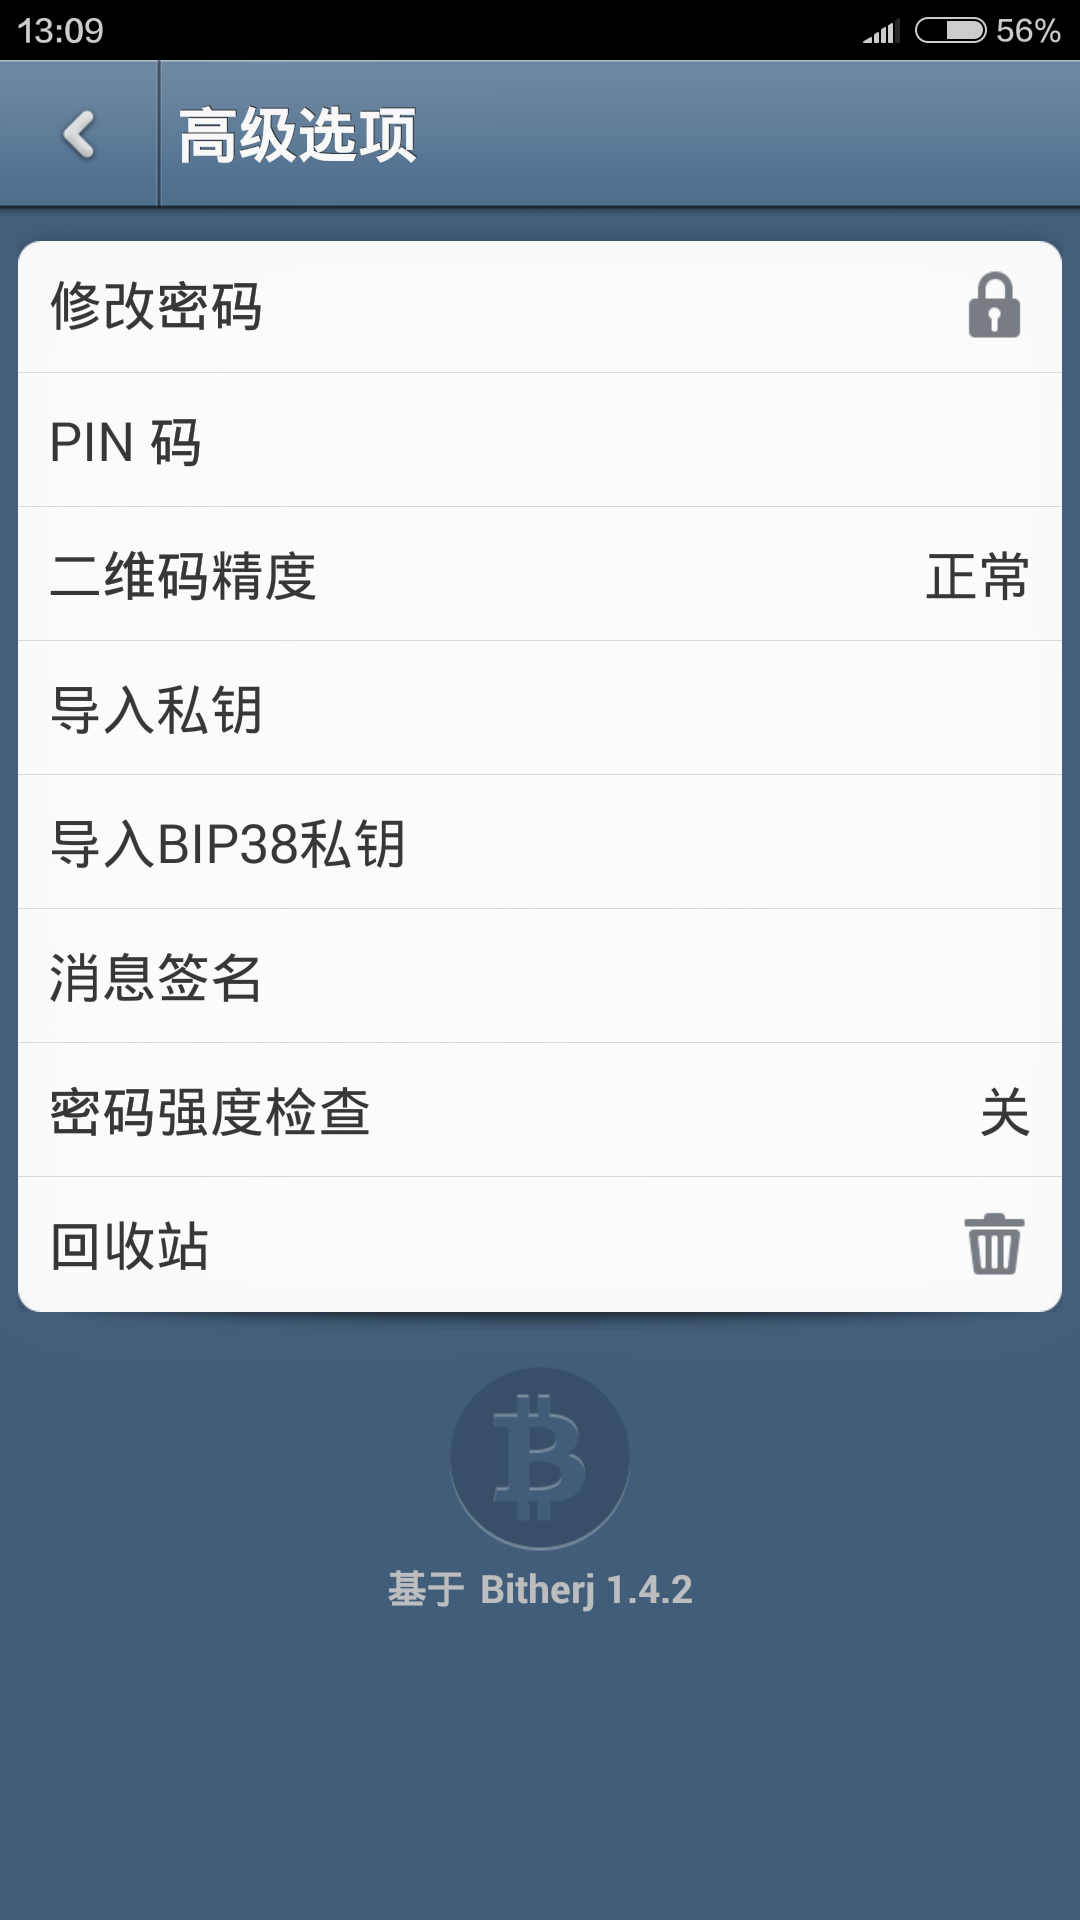 13:09
56%
高级选项
修改密码
PIN 码
二维码精度
正常
导入私钥
导入BIP38私钥
消息签名
密码强度检查
关
回收站
基于 Bitherj 1.4.2